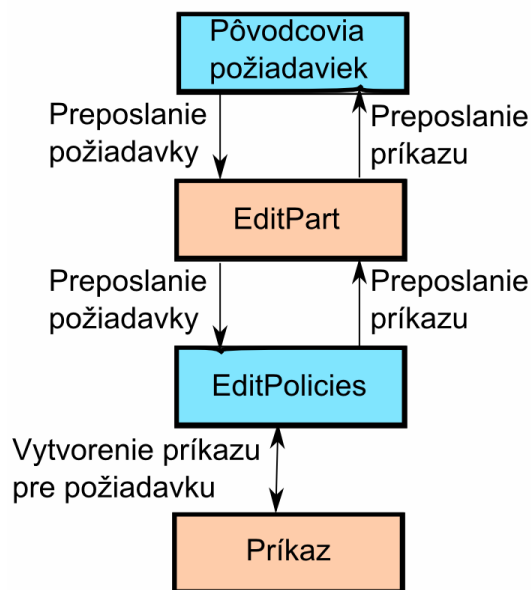 Pôvodcovia
požiadaviek
Preposlanie
požiadavky
Preposlanie
príkazu
EditPart
Preposlanie
požiadavky
Preposlanie
príkazu
EditPolicies
Vytvorenie príkazu
pre požiadavku
Príkaz